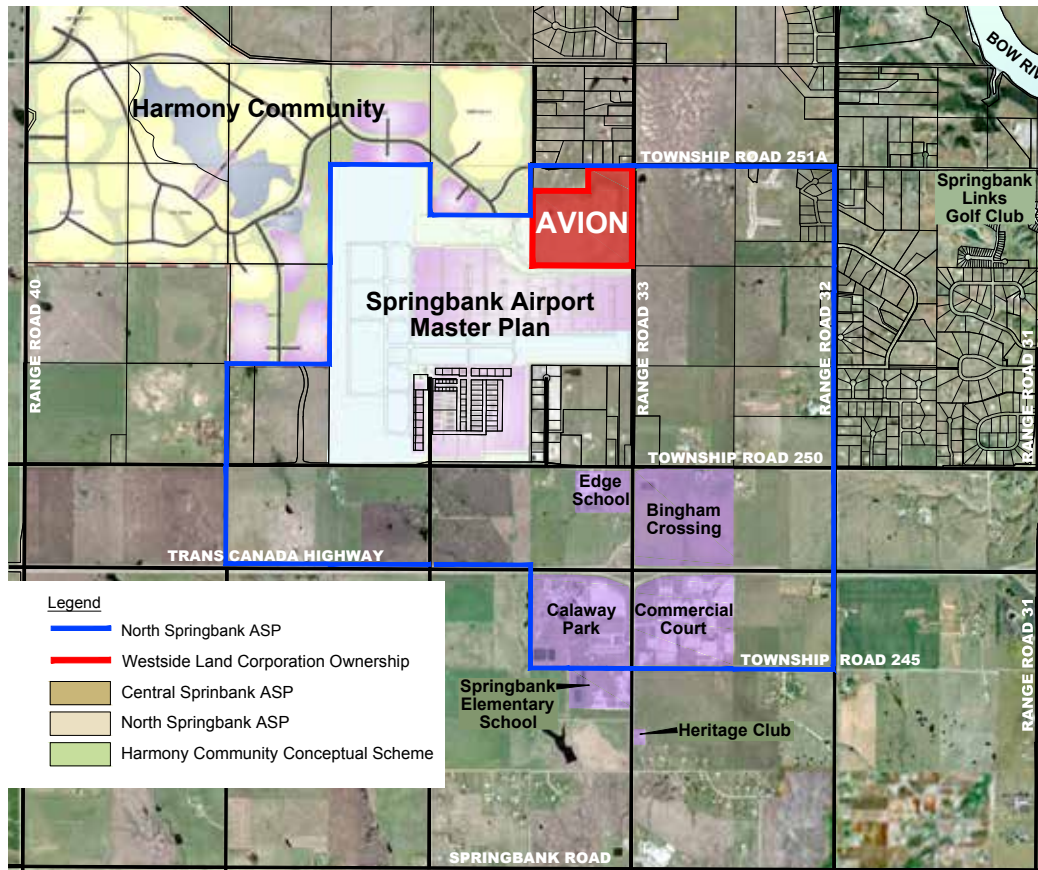 BOW RIV
Harmony Community
TOWNSHIP ROAD 251A
Springbank
Links
Golf Club
AVION
Springbank Airport
Master Plan
RANGE ROAD 40
RANGE ROAD 33
RANGE ROAD 32
RANGE ROAD 31
TOWNSHIP ROAD 250
Edge
School
Bingham
Crossing
TRANS CANADA HIGHWAY
Calaway
Park
Commercial
Court
TOWNSHIP ROAD 245
Springbank
Elementary
School
Heritage Club
RANGE ROAD 31
SPRINGBANK ROAD
Legend
North Springbank ASP
Westside Land Corporation Ownership
Central Sprinbank ASP
North Springbank ASP
Harmony Community Conceptual Scheme